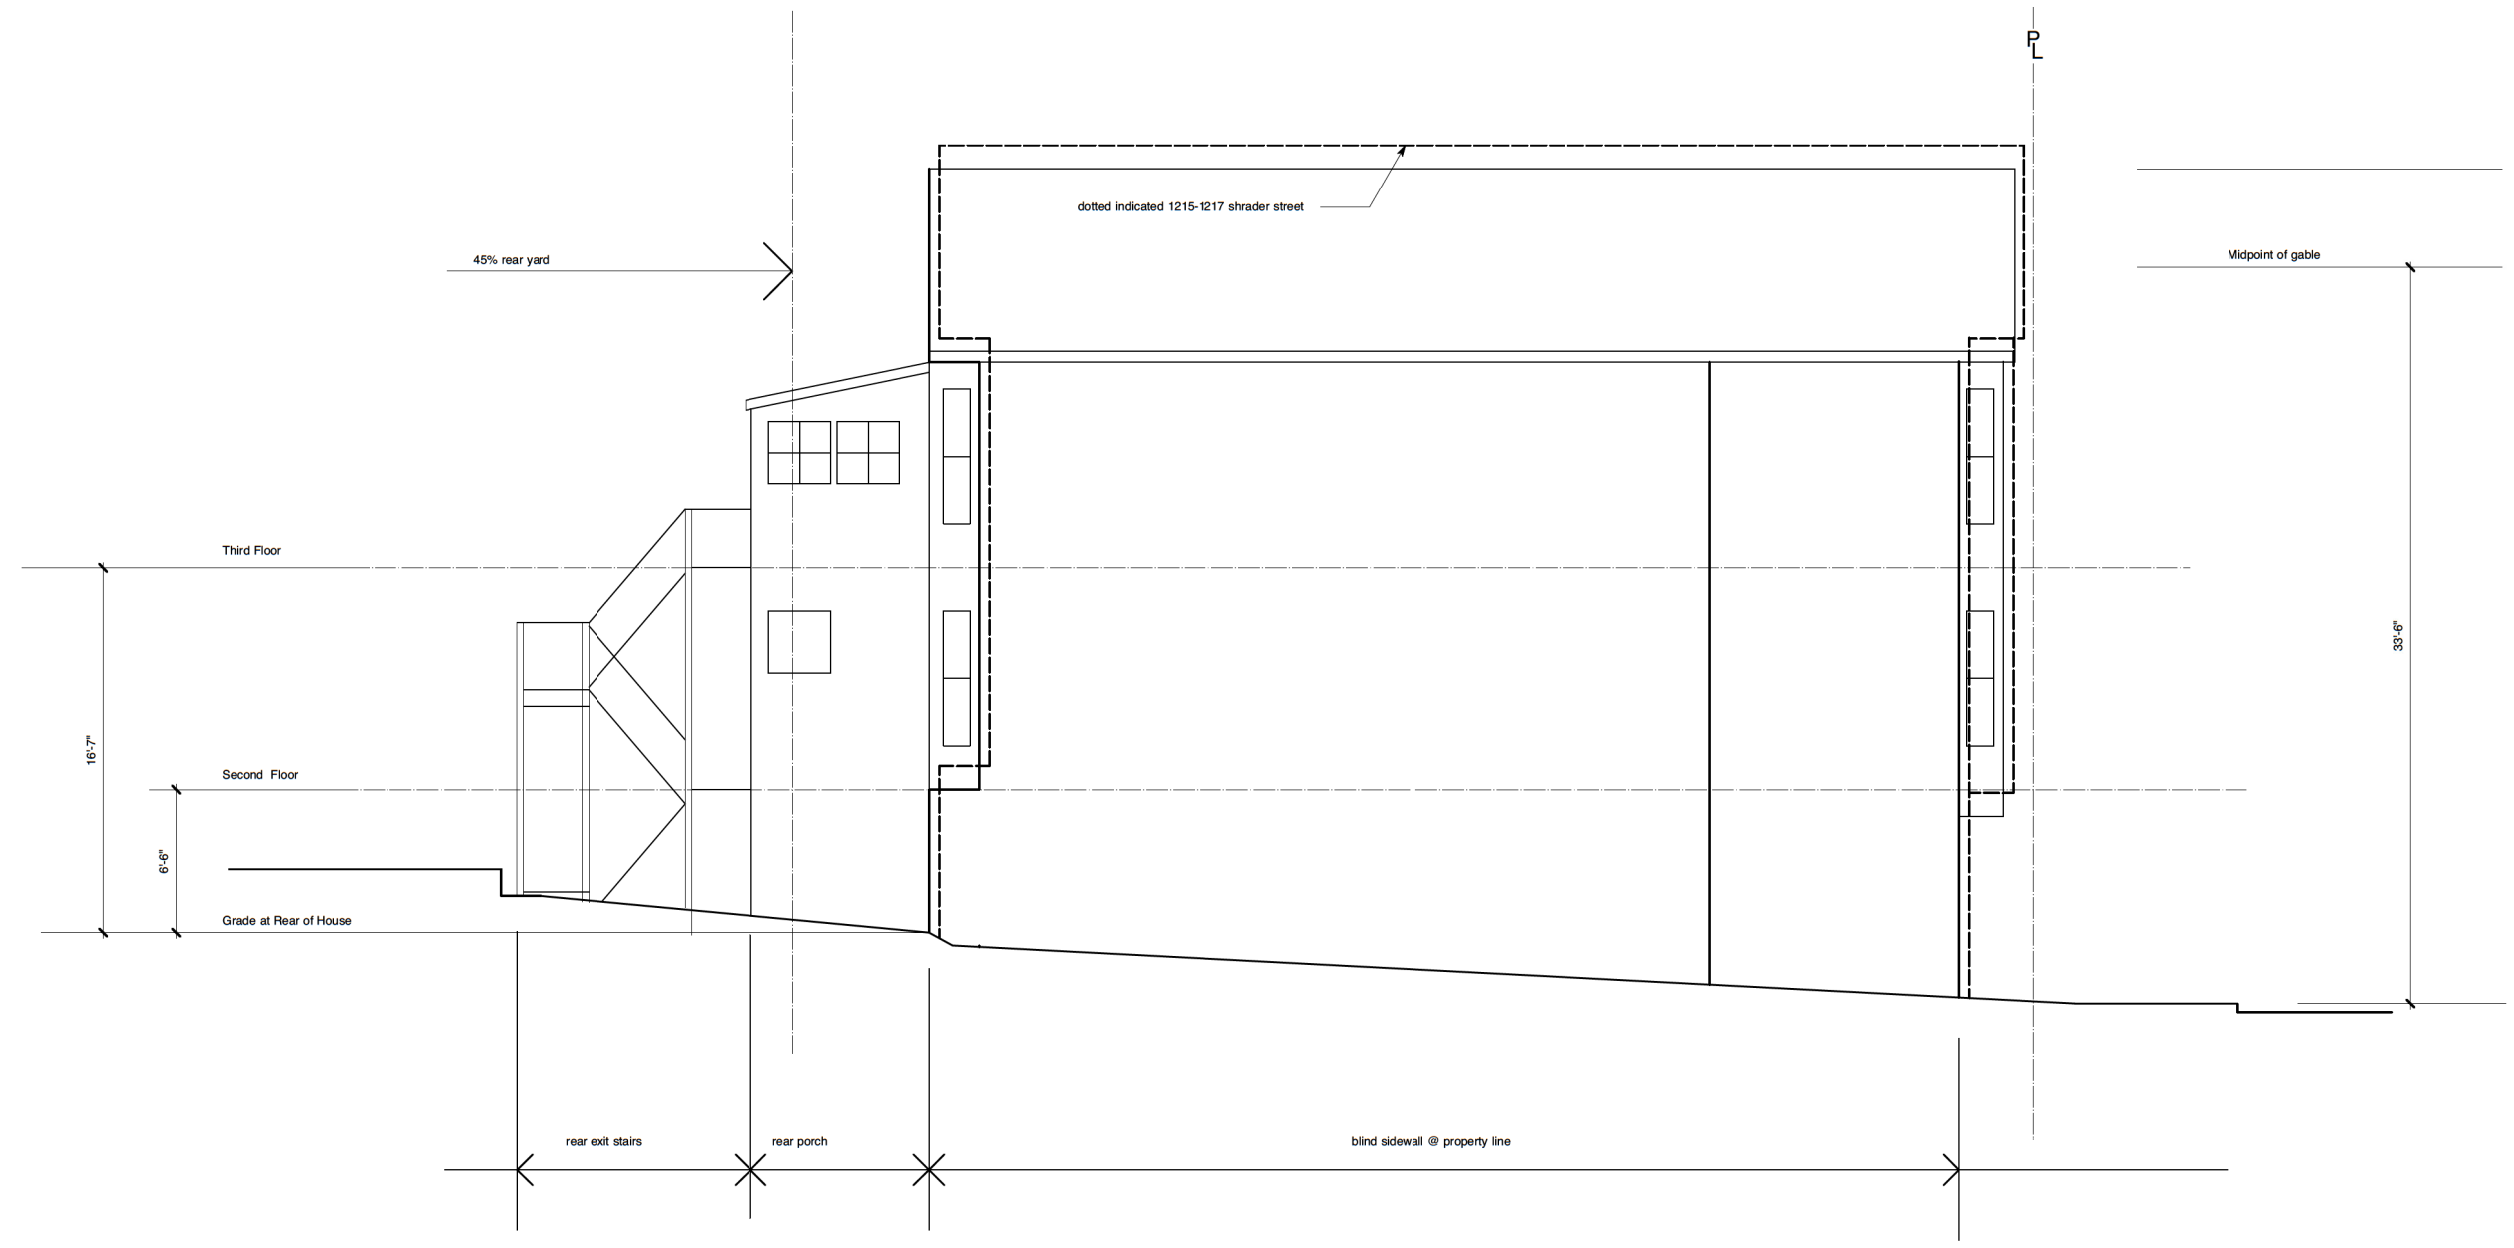 PL
dotted indicated 1215-1217 shrader street
45% rear yard
Midpoint of gable
Third Floor
33'-6"
16'-7"
Second Floor
6'-6"
Grade at Rear of House
rear exit stairs
rear porch
blind sidewall @ property line